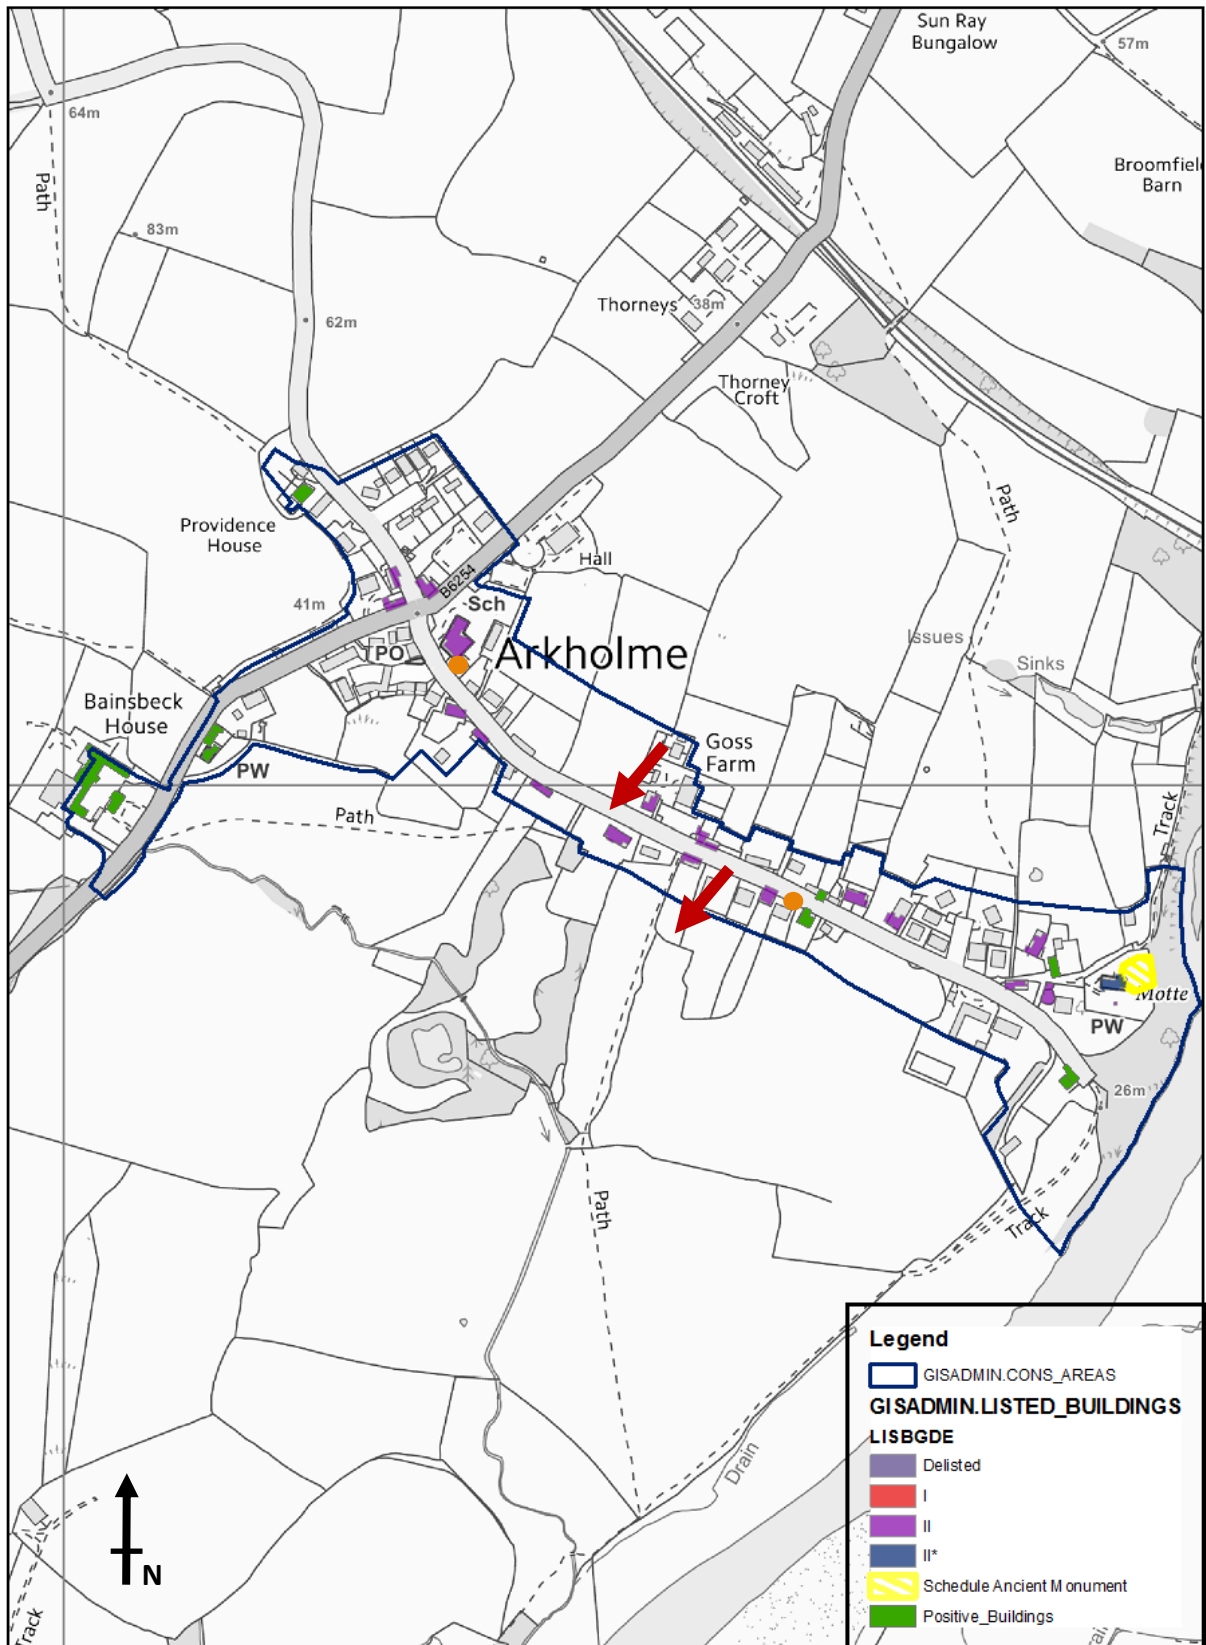 Sun Ray
Bungalow
57m
64m
Path
Broomfiel
Barn
83m
Thorneys
38m
62m
Thorney
Croft
Path
Providence
House
Hall
B6254
41m
Sch
TPO
Arkholme
Issues
Sinks
Bainsbeck
House
Goss
Farm
PW
Path
Track
Motte
PW
26m
Path
Track
Drain
N
Track
Legend
GISADMIN.CONS_AREAS
GISADMIN.LISTED_BUILDINGS
LISBGDE
Delisted
I
II
II*
Schedule Ancient Monument
Positive_Buildings